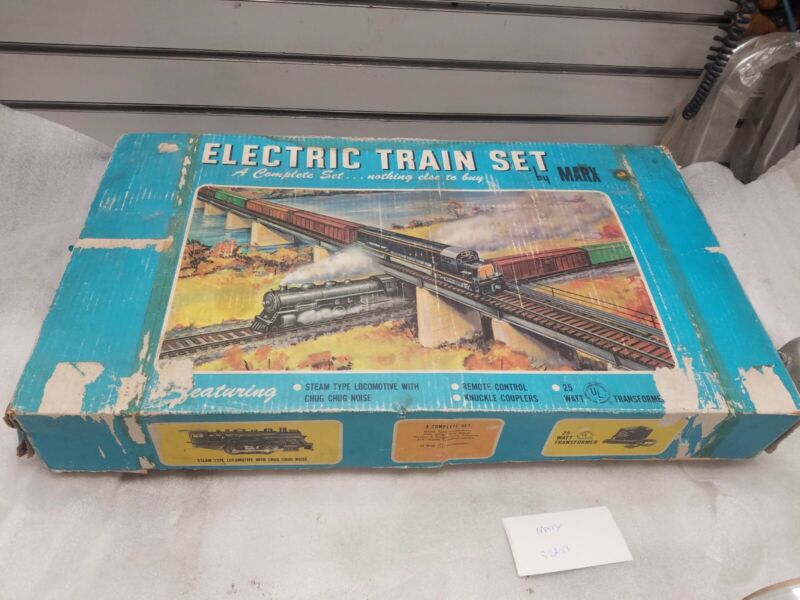 ELECTRIC TRAIN SET
by MARX
A Complete Set... nothing else to buy
Featuring
• STEAM TYPE LOCOMOTIVE WITH CHUG CHUG NOISE
• REMOTE CONTROL
• KNUCKLE COUPLERS
• 25 WATT UL TRANSFORMER
STEAM TYPE LOCOMOTIVE WITH CHUG CHUG NOISE
A COMPLETE SET
25 WATT TRANSFORMER